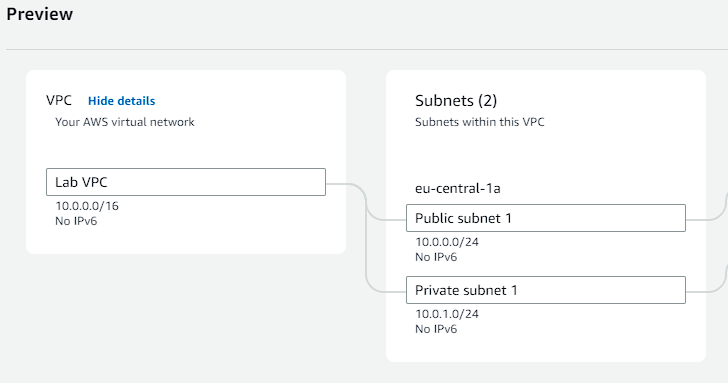 Preview
VPC Hide details
Your AWS virtual network
Lab VPC
10.0.0.0/16
No IPv6
Subnets (2)
Subnets within this VPC
eu-central-1a
Public subnet 1
10.0.0.0/24
No IPv6
Private subnet 1
10.0.1.0/24
No IPv6